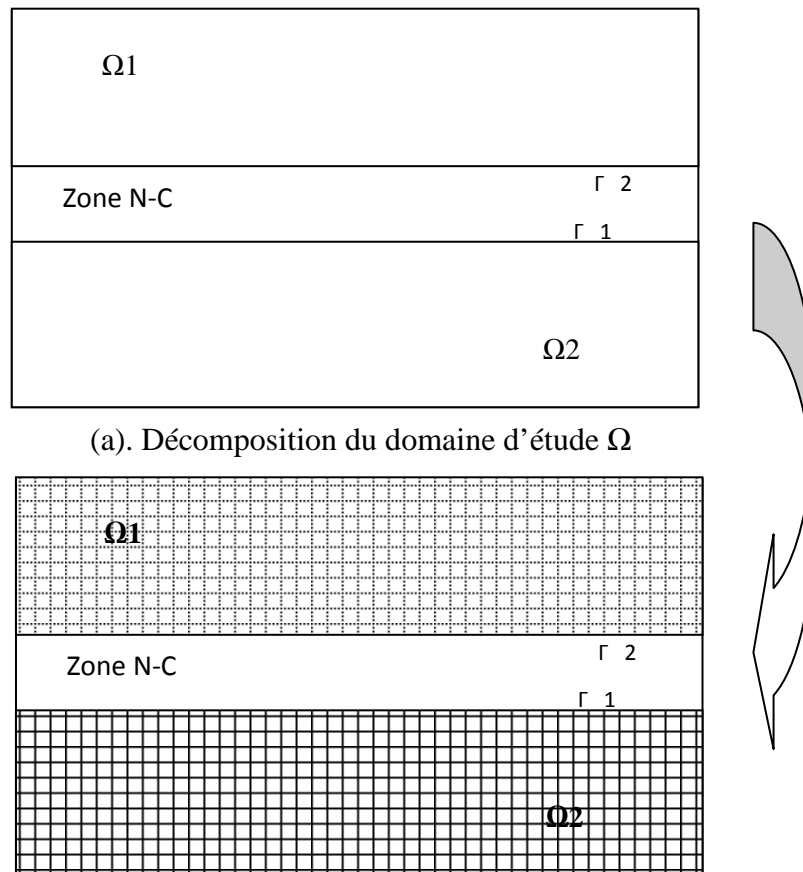 Ω1
Γ 2
Zone N-C
Γ 1
Ω2
(a). Décomposition du domaine d’étude Ω
Ω1
Γ 2
Zone N-C
Γ 1
Ω2